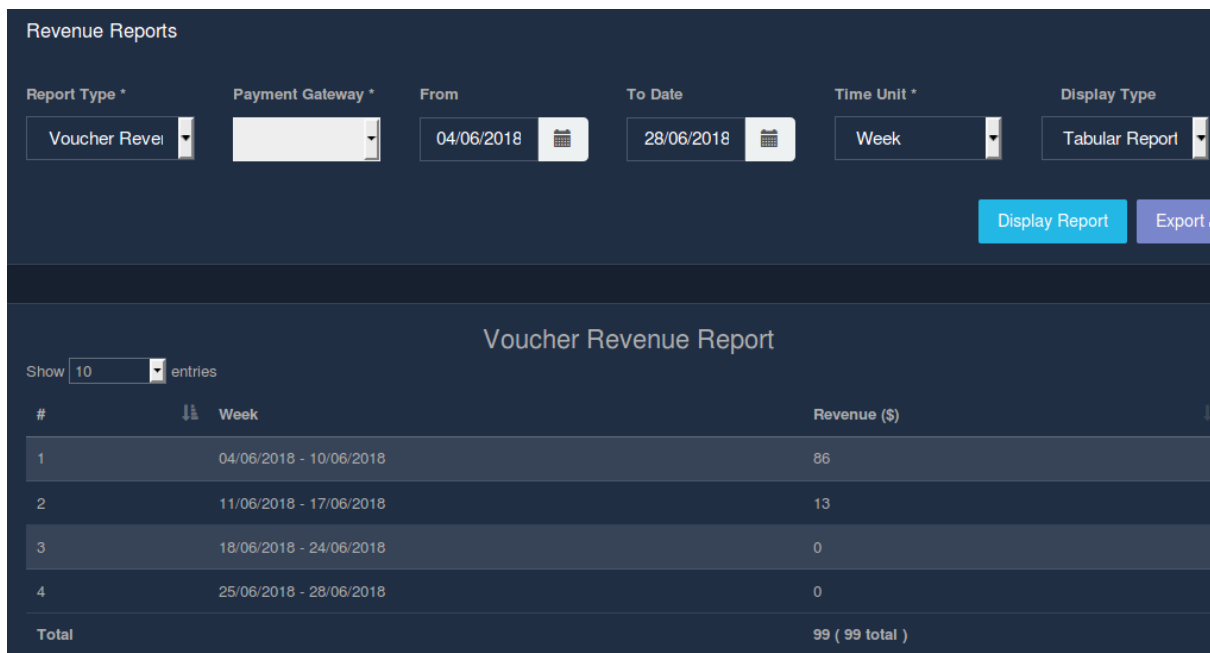 Revenue Reports
Report Type * Payment Gateway * From To Date Time Unit * Display Type
Voucher Rever 04/06/2018 28/06/2018 Week Tabular Report
Display Report Export
Voucher Revenue Report
Show 10 entries
# Week Revenue ($)
1 04/06/2018 - 10/06/2018 86
2 11/06/2018 - 17/06/2018 13
3 18/06/2018 - 24/06/2018 0
4 25/06/2018 - 28/06/2018 0
Total 99 ( 99 total )